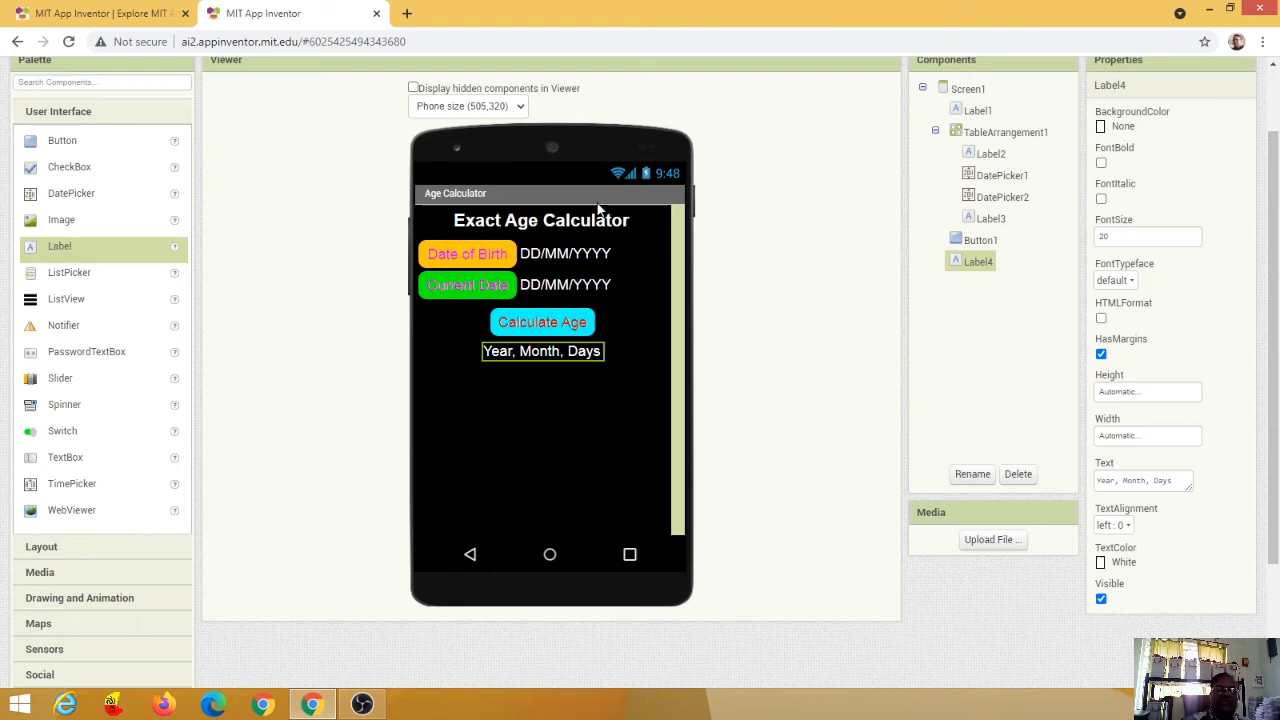 MIT App Inventor | Explore MIT A
MIT App Inventor
Not secure
ai2.appinventor.mit.edu/#6025425494343680
Palette
Search Components...
User Interface
Button
CheckBox
DatePicker
Image
Label
ListPicker
ListView
Notifier
PasswordTextBox
Slider
Spinner
Switch
TextBox
TimePicker
WebViewer
Layout
Media
Drawing and Animation
Maps
Sensors
Social
Viewer
Display hidden components in Viewer
Phone size (505,320)
9:48
Age Calculator
Exact Age Calculator
Date of Birth DD/MM/YYYY
Current Date DD/MM/YYYY
Calculate Age
Year, Month, Days
Components
Screen1
Label1
TableArrangement1
Label2
DatePicker1
DatePicker2
Label3
Button1
Label4
Rename Delete
Media
Upload File ...
Properties
Label4
BackgroundColor
None
FontBold
FontItalic
FontSize
20
FontTypeface
default
HTMLFormat
HasMargins
Height
Automatic...
Width
Automatic...
Text
Year, Month, Days
TextAlignment
left : 0
TextColor
White
Visible